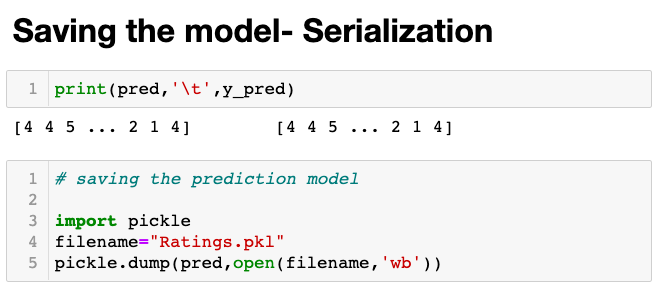 Saving the model- Serialization
1 print(pred,'\t',y_pred)
[4 4 5 ... 2 1 4] [4 4 5 ... 2 1 4]
1 # saving the prediction model
2
3 import pickle
4 filename="Ratings.pkl"
5 pickle.dump(pred,open(filename,'wb'))